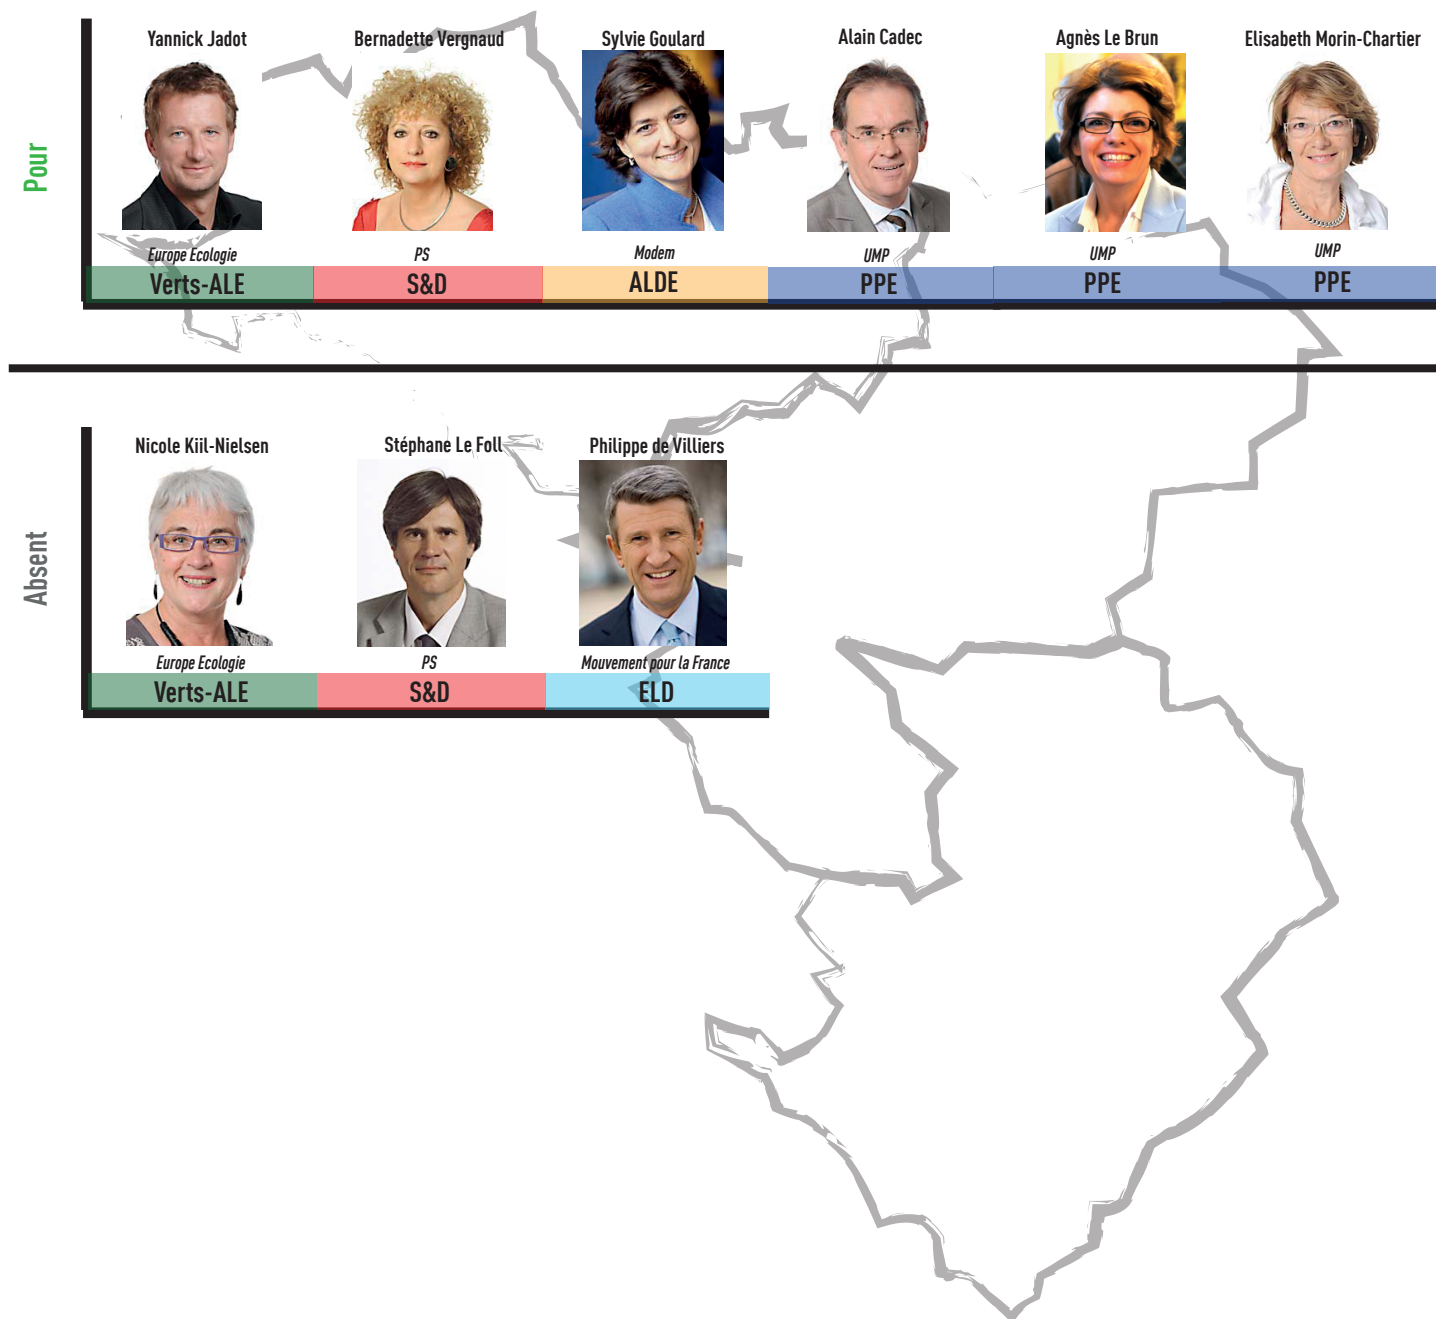 Pour
Yannick Jadot
Bernadette Vergnaud
Sylvie Goulard
Alain Cadec
Agnès Le Brun
Elisabeth Morin-Chartier
Europe Ecologie
PS
Modem
UMP
UMP
UMP
Verts-ALE
S&D
ALDE
PPE
PPE
PPE
Absent
Nicole Kiil-Nielsen
Stéphane Le Foll
Philippe de Villiers
Europe Ecologie
PS
Mouvement pour la France
Verts-ALE
S&D
ELD